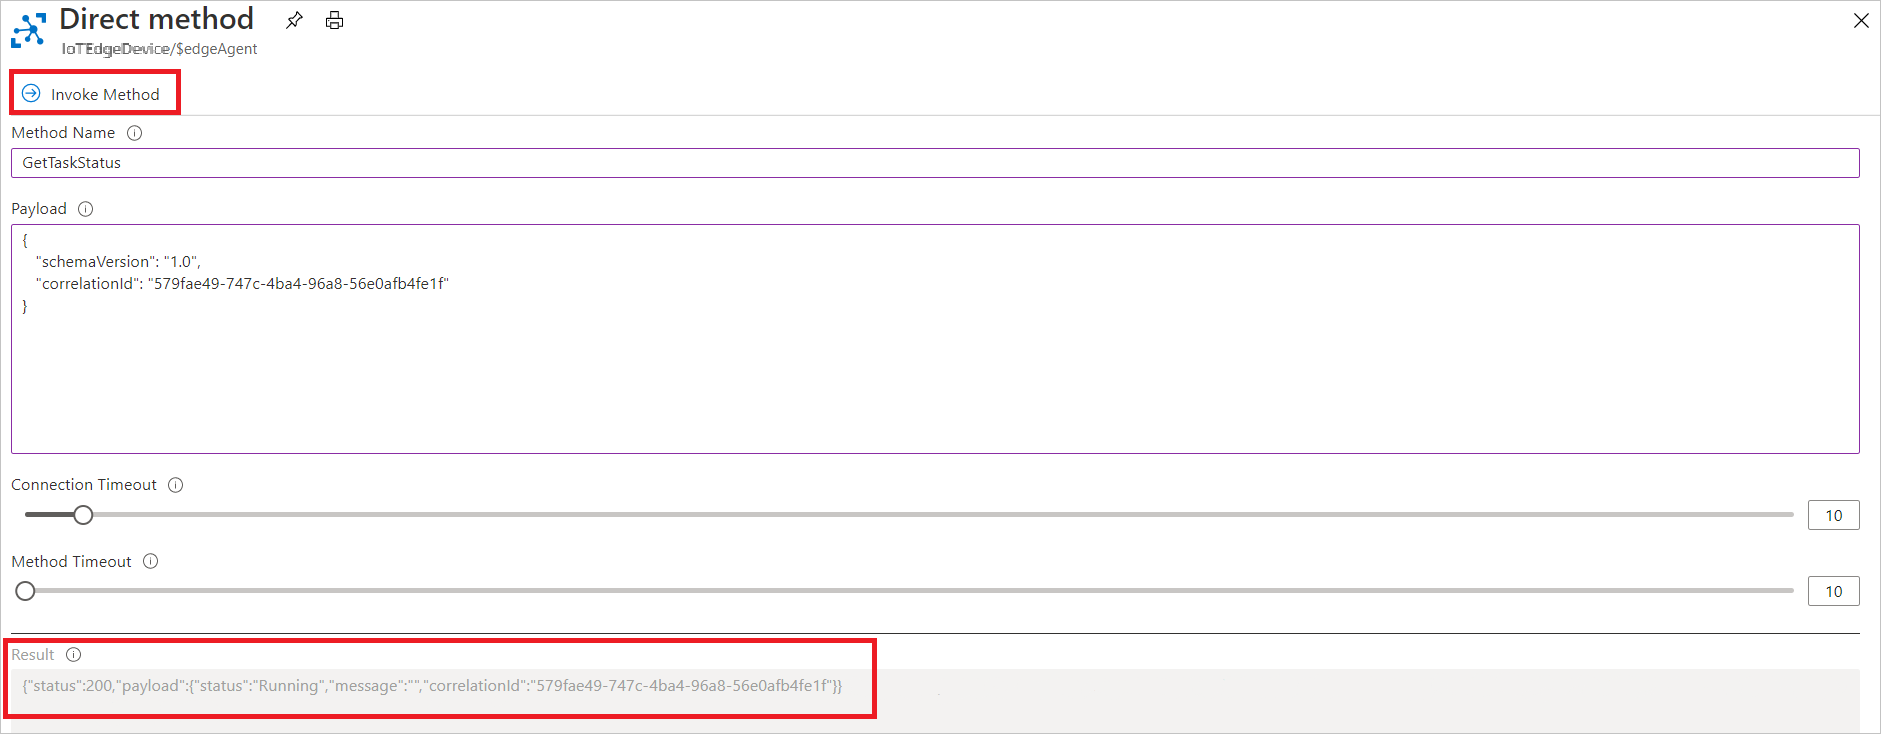 Direct method
IoTEdgeDevice/$edgeAgent
Invoke Method
Method Name
GetTaskStatus
Payload
{
"schemaVersion": "1.0",
"correlationId": "579fae49-747c-4ba4-96a8-56e0afb4fe1f"
}
Connection Timeout
10
Method Timeout
10
Result
{"status":200,"payload":{"status":"Running","message":"","correlationId":"579fae49-747c-4ba4-96a8-56e0afb4fe1f"}}